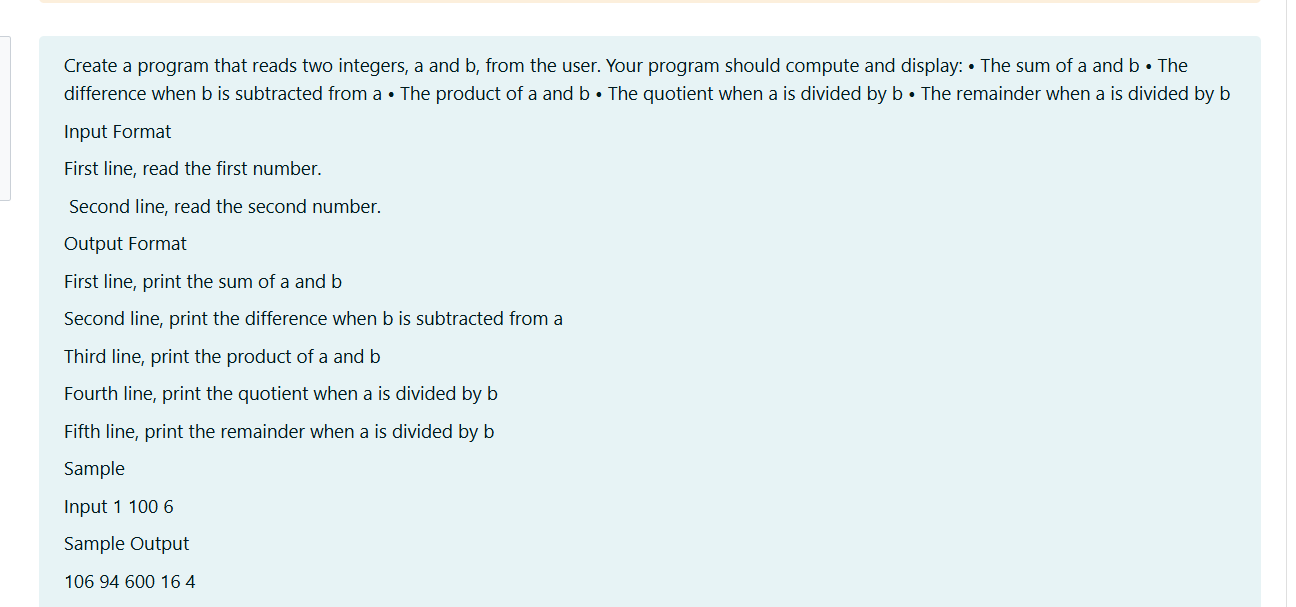 Create a program that reads two integers, a and b, from the user. Your program should compute and display: • The sum of a and b • The
difference when b is subtracted from a • The product of a and b • The quotient when a is divided by b • The remainder when a is divided by b
Input Format
First line, read the first number.
Second line, read the second number.
Output Format
First line, print the sum of a and b
Second line, print the difference when b is subtracted from a
Third line, print the product of a and b
Fourth line, print the quotient when a is divided by b
Fifth line, print the remainder when a is divided by b
Sample
Input 1 100 6
Sample Output
106 94 600 16 4